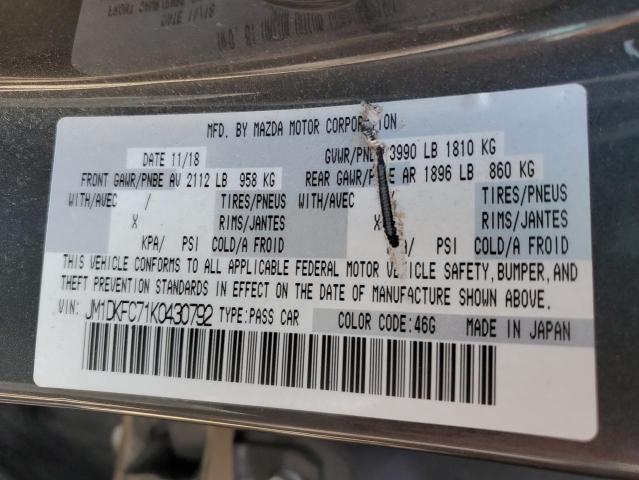 MFD. BY MAZDA MOTOR CORPORATION
DATE 11/18 GVWR/PNBV 3990 LB 1810 KG
FRONT GAWR/PNBE AV 2112 LB 958 KG REAR GAWR/PNBE AR 1896 LB 860 KG
WITH/AVEC / TIRES/PNEUS WITH/AVEC / TIRES/PNEUS
X RIMS/JANTES X RIMS/JANTES
KPA/ PSI COLD/A FROID / PSI COLD/A FROID
THIS VEHICLE CONFORMS TO ALL APPLICABLE FEDERAL MOTOR VEHICLE SAFETY, BUMPER, AND
THEFT PREVENTION STANDARDS IN EFFECT ON THE DATE OF MANUFACTURE SHOWN ABOVE.
VIN: JM1DKFC71K0430792 TYPE: PASS CAR COLOR CODE: 46G MADE IN JAPAN